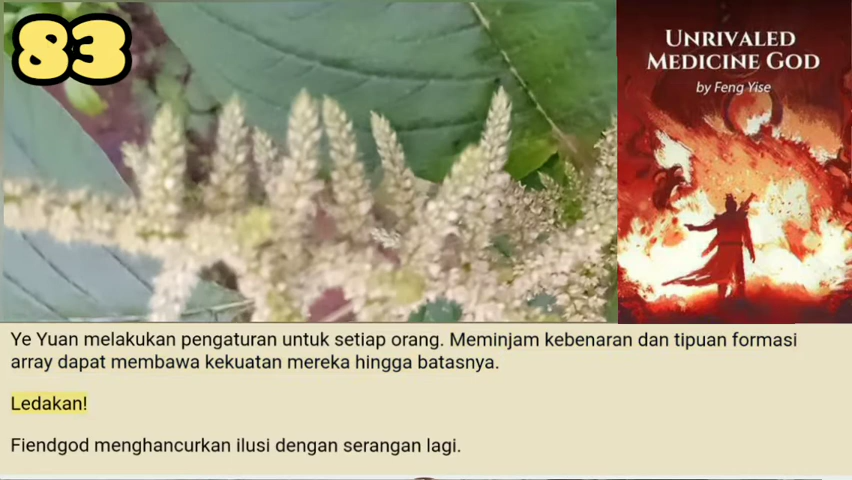 83
UNRIVALED
MEDICINE GOD
by Feng Yise
Ye Yuan melakukan pengaturan untuk setiap orang. Meminjam kebenaran dan tipuan formasi
array dapat membawa kekuatan mereka hingga batasnya.
Ledakan!
Fiendgod menghancurkan ilusi dengan serangan lagi.